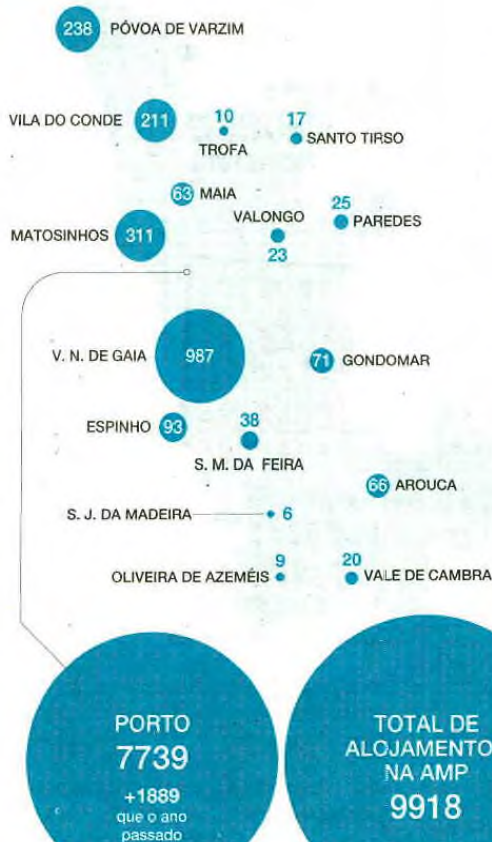 238 PÓVOA DE VARZIM
VILA DO CONDE 211
10
TROFA
17
SANTO TIRSO
63 MAIA
MATOSINHOS 311
VALONGO
23
25
PAREDES
V. N. DE GAIA 987
71 GONDOMAR
ESPINHO 93
38
S. M. DA FEIRA
66 AROUCA
S. J. DA MADEIRA 6
9
OLIVEIRA DE AZEMÉIS
20
VALE DE CAMBRA
PORTO
7739
+1889
que o ano
passado
TOTAL DE
ALOJAMENTO
NA AMP
9918